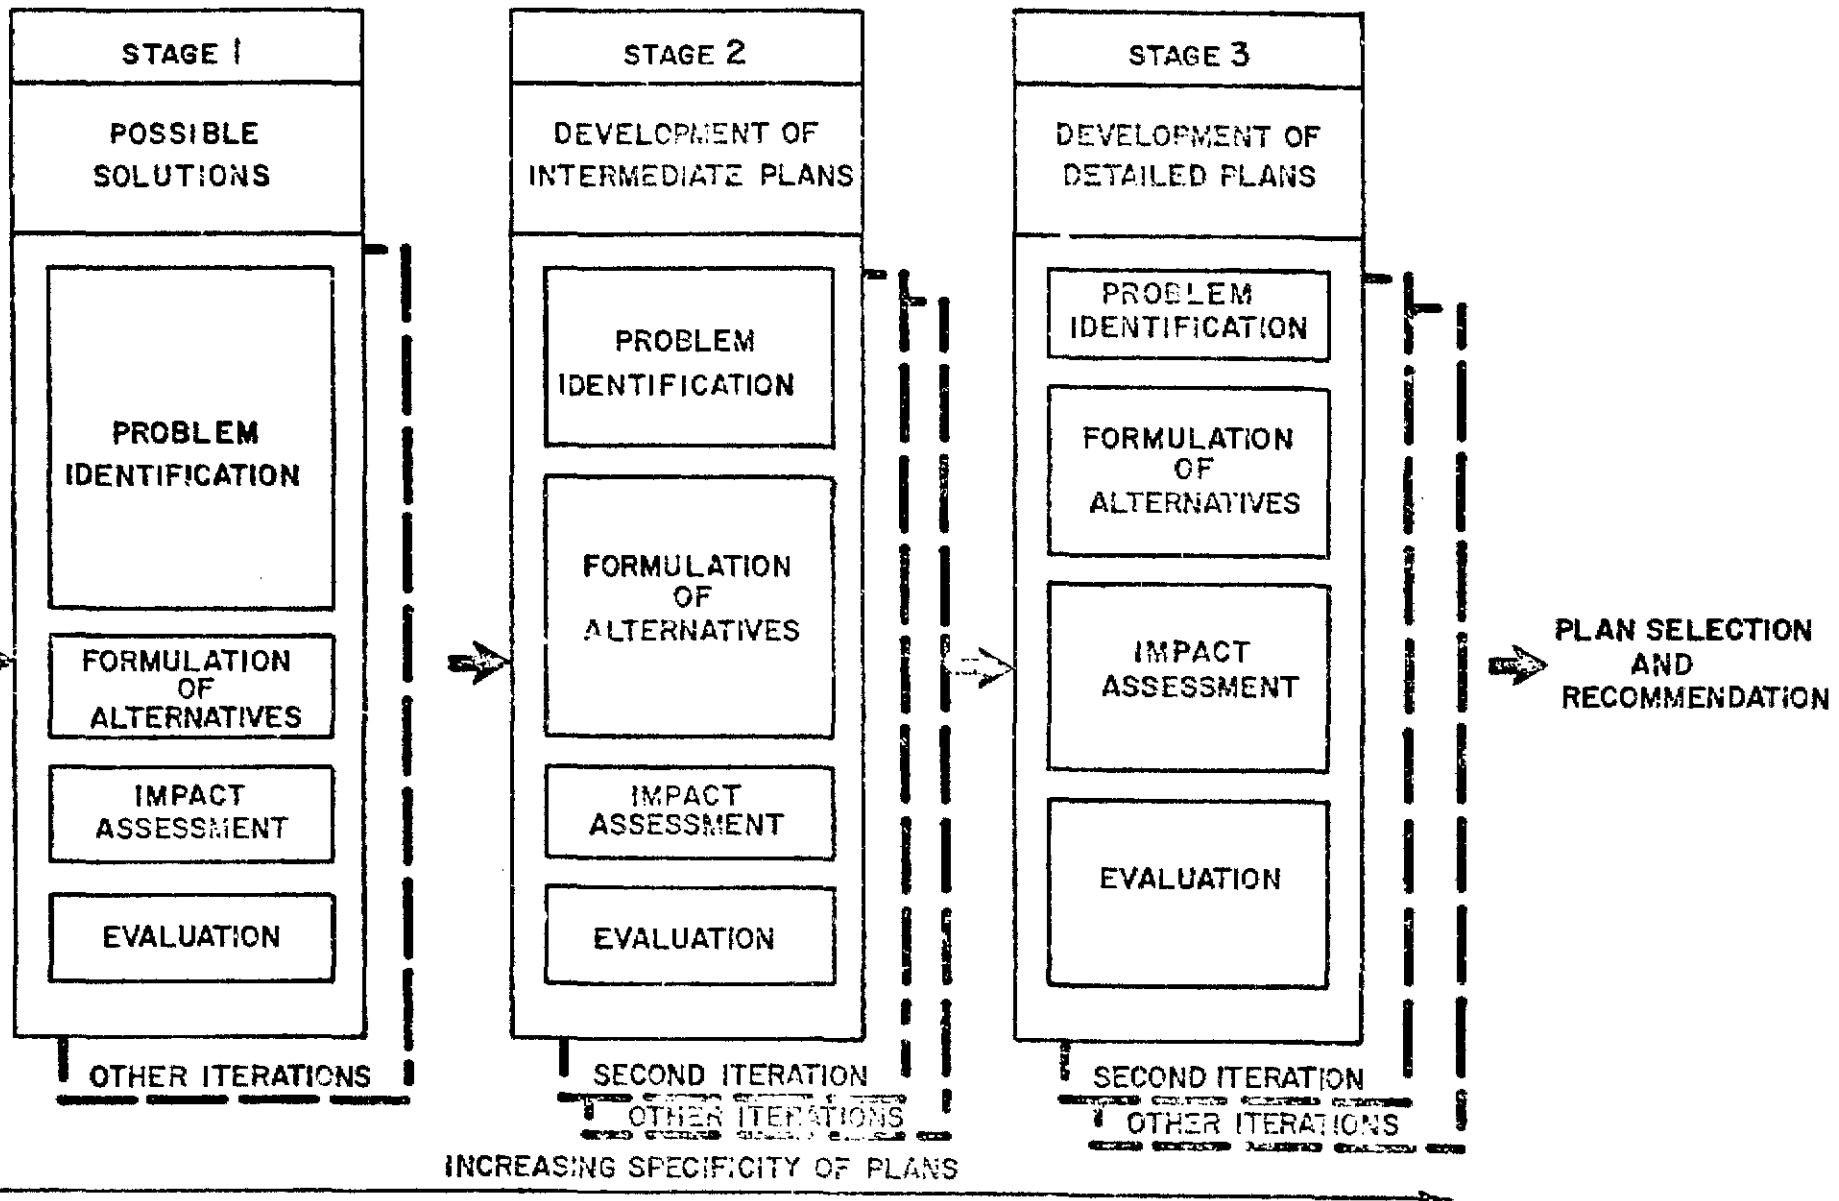 STAGE 1
POSSIBLE
SOLUTIONS
PROBLEM
IDENTIFICATION
FORMULATION
OF
ALTERNATIVES
IMPACT
ASSESSMENT
EVALUATION
OTHER ITERATIONS
STAGE 2
DEVELOPMENT OF
INTERMEDIATE PLANS
PROBLEM
IDENTIFICATION
FORMULATION
OF
ALTERNATIVES
IMPACT
ASSESSMENT
EVALUATION
SECOND ITERATION
OTHER ITERATIONS
STAGE 3
DEVELOPMENT OF
DETAILED PLANS
PROBLEM
IDENTIFICATION
FORMULATION
OF
ALTERNATIVES
IMPACT
ASSESSMENT
EVALUATION
SECOND ITERATION
OTHER ITERATIONS
PLAN SELECTION
AND
RECOMMENDATION
INCREASING SPECIFICITY OF PLANS